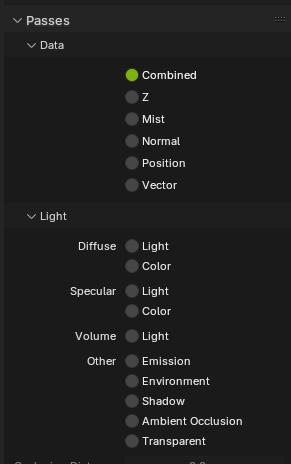 Passes
Data
Combined
Z
Mist
Normal
Position
Vector
Light
Diffuse Light
Color
Specular Light
Color
Volume Light
Other Emission
Environment
Shadow
Ambient Occlusion
Transparent